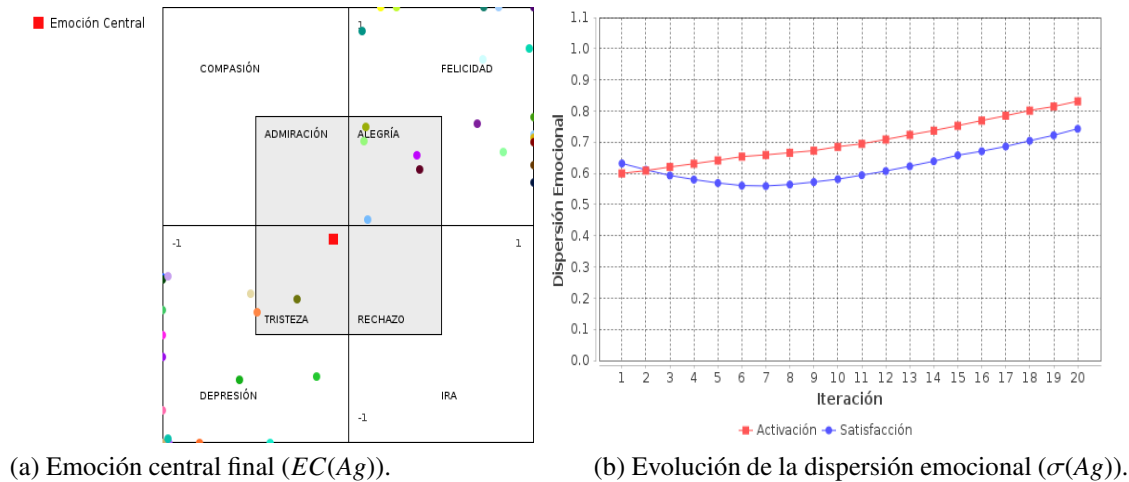 Emoción Central
1
COMPASIÓN
FELICIDAD
ADMIRACIÓN
ALEGRÍA
-1
1
TRISTEZA
RECHAZO
DEPRESIÓN
IRA
-1
(a) Emoción central final (EC(Ag)).
Dispersión Emocional
1.1
1.0
0.9
0.8
0.7
0.6
0.5
0.4
0.3
0.2
0.1
0.0
1 2 3 4 5 6 7 8 9 10 11 12 13 14 15 16 17 18 19 20
Iteración
Activación Satisfacción
(b) Evolución de la dispersión emocional (σ(Ag)).